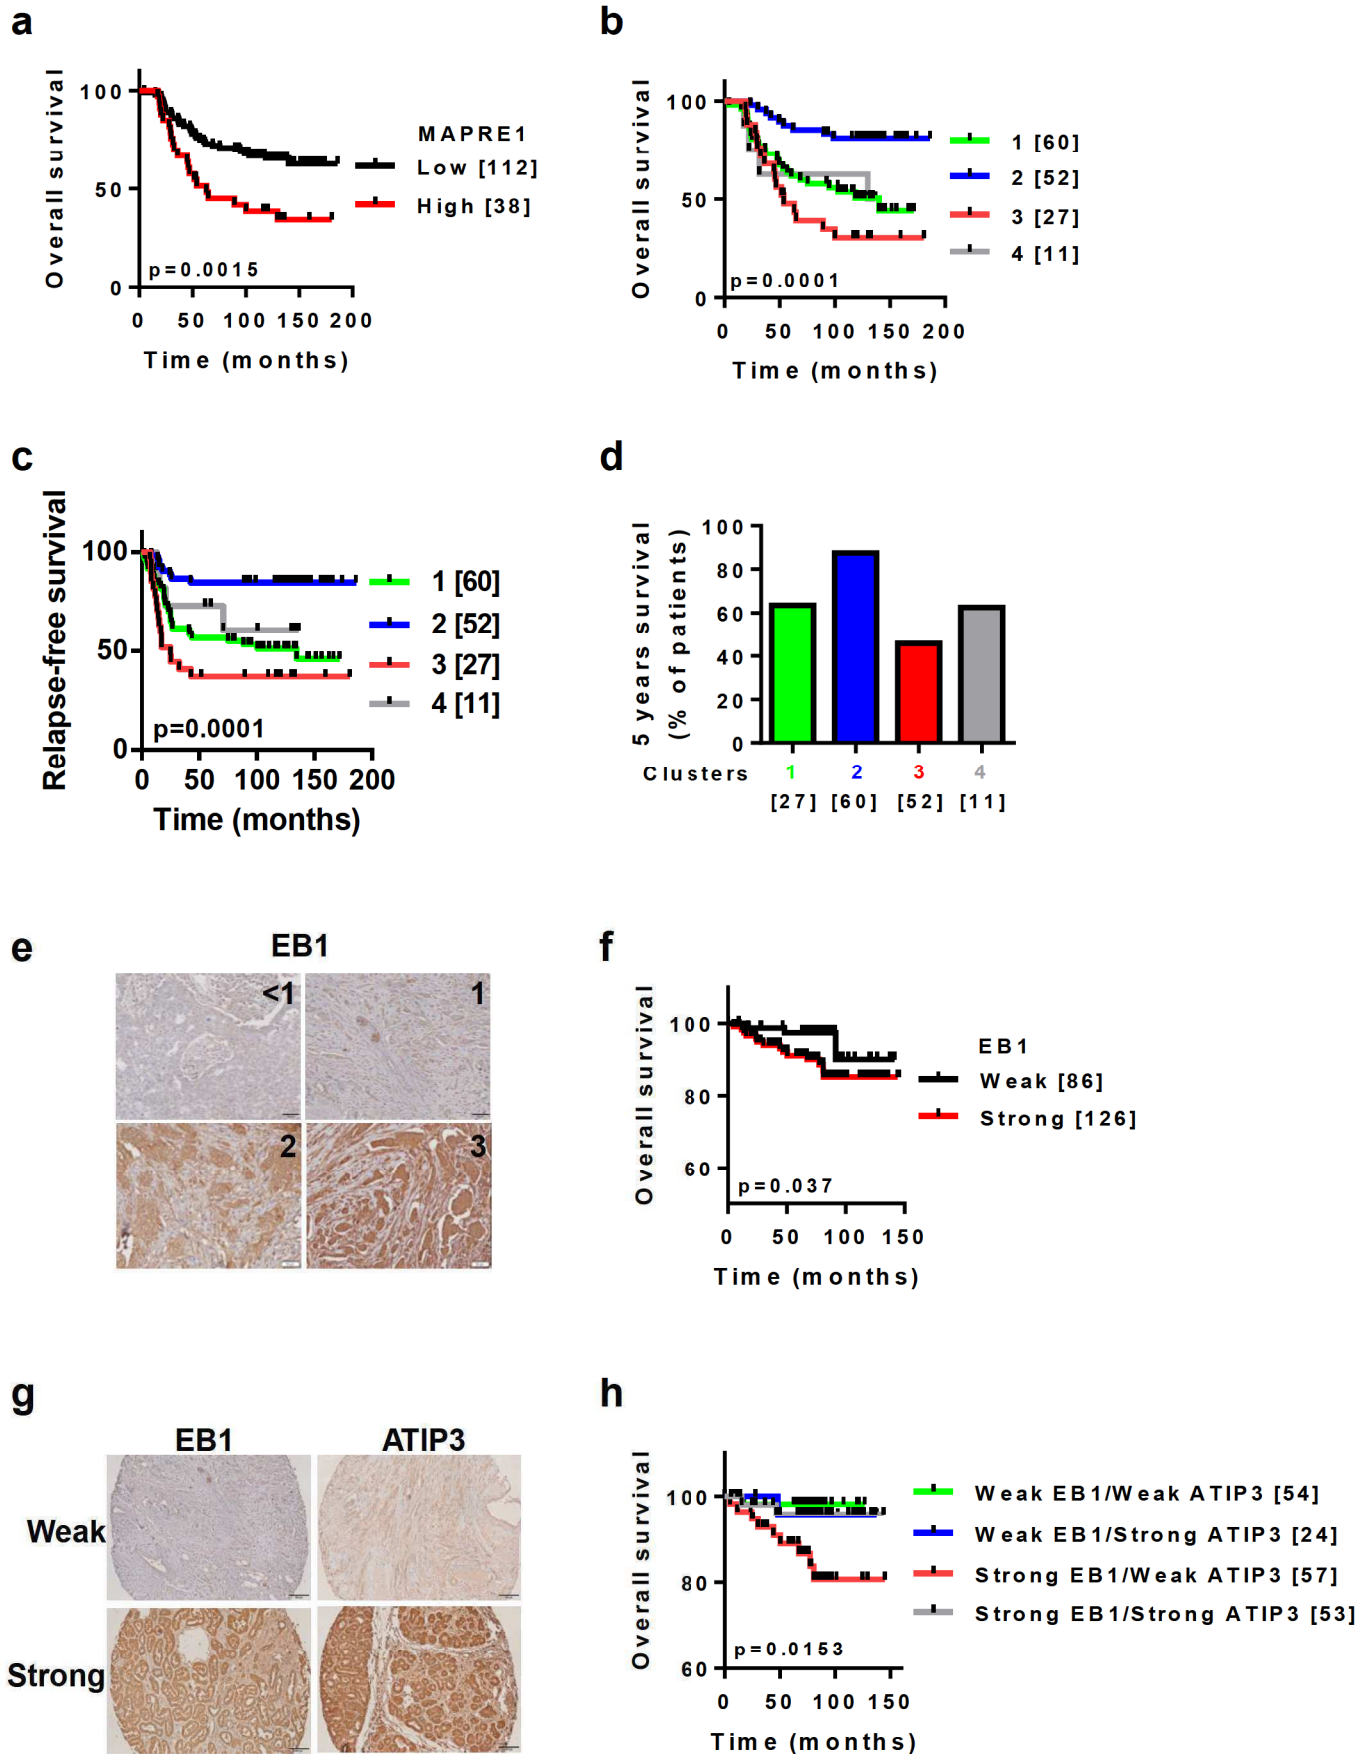 a
Overall survival
100
50
0
p=0.0015
0 50 100 150 200
Time (months)
MAPRE1
Low [112]
High [38]
b
Overall survival
100
50
0
p=0.0001
0 50 100 150 200
Time (months)
1 [60]
2 [52]
3 [27]
4 [11]
c
Relapse-free survival
100
50
0
p=0.0001
0 50 100 150 200
Time (months)
1 [60]
2 [52]
3 [27]
4 [11]
d
5 years survival
(% of patients)
100
80
60
40
20
0
Clusters 1 2 3 4
[27] [60] [52] [11]
e
EB1
<1 1
2 3
f
Overall survival
100
80
60
p=0.037
0 50 100 150
Time (months)
EB1
Weak [86]
Strong [126]
g
EB1 ATIP3
Weak
Strong
h
Overall survival
100
80
60
p=0.0153
0 50 100 150
Time (months)
Weak EB1/Weak ATIP3 [54]
Weak EB1/Strong ATIP3 [24]
Strong EB1/Weak ATIP3 [57]
Strong EB1/Strong ATIP3 [53]